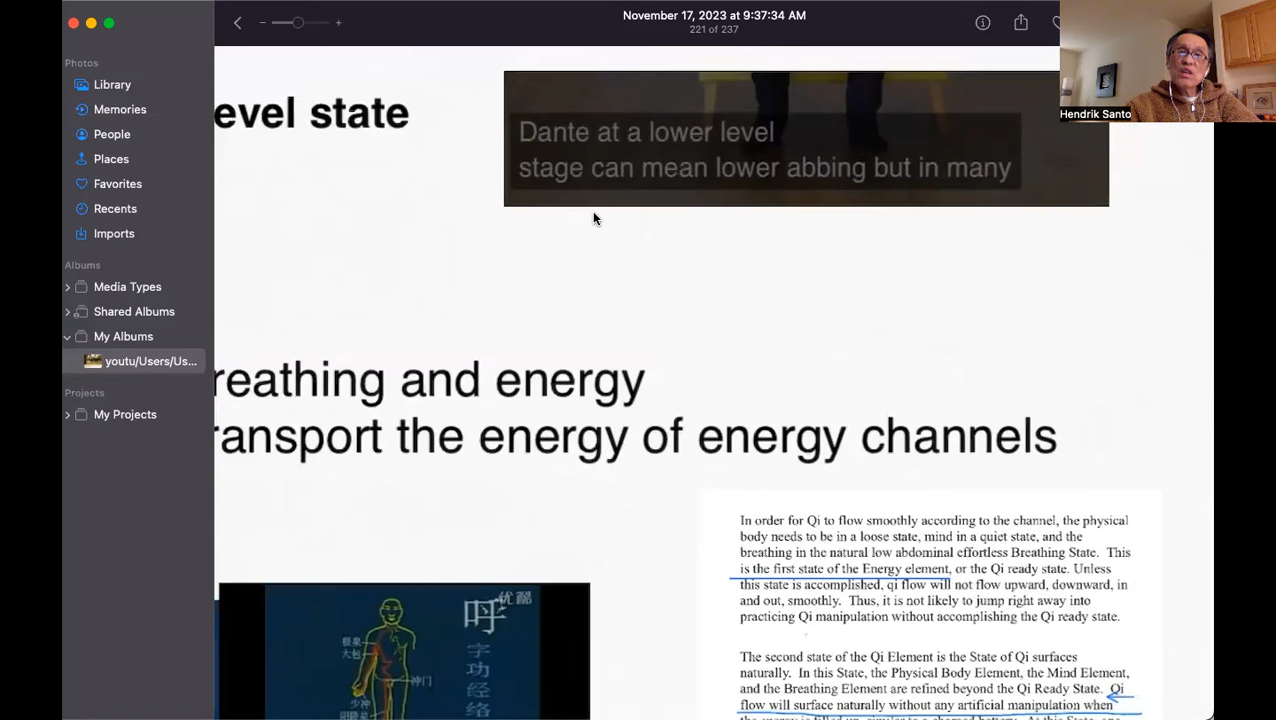 November 17, 2023 at 9:37:34 AM
221 of 237
Photos
Library
Memories
People
Places
Favorites
Recents
Imports
Albums
Media Types
Shared Albums
My Albums
youtu/Users/Us...
Projects
My Projects
Hendrik Santo
evel state
Dante at a lower level
stage can mean lower abbing but in many
reathing and energy
ransport the energy of energy channels
In order for Qi to flow smoothly according to the channel, the physical
body needs to be in a loose state, mind in a quiet state, and the
breathing in the natural low abdominal effortless Breathing State. This
is the first state of the Energy element, or the Qi ready state. Unless
this state is accomplished, qi flow will not flow upward, downward, in
and out, smoothly. Thus, it is not likely to jump right away into
practicing Qi manipulation without accomplishing the Qi ready state.
The second state of the Qi Element is the State of Qi surfaces
naturally. In this State, the Physical Body Element, the Mind Element,
and the Breathing Element are refined beyond the Qi Ready State. Qi
flow will surface naturally without any artificial manipulation when
优酷
呼
字
功
经
络
极泉
大包
冲门